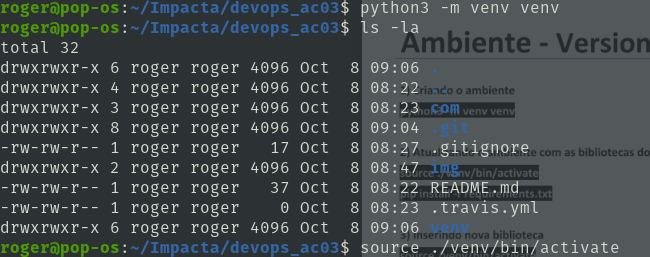 roger@pop-os:~/Impacta/devops_ac03$ python3 -m venv venv
roger@pop-os:~/Impacta/devops_ac03$ ls -la
total 32
drwxrwxr-x 6 roger roger 4096 Oct  8 09:06 .
drwxrwxr-x 4 roger roger 4096 Oct  8 08:22 ..
drwxrwxr-x 3 roger roger 4096 Oct  8 08:23 com
drwxrwxr-x 8 roger roger 4096 Oct  8 09:04 .git
-rw-rw-r-- 1 roger roger   17 Oct  8 08:27 .gitignore
drwxrwxr-x 2 roger roger 4096 Oct  8 08:47 img
-rw-rw-r-- 1 roger roger   37 Oct  8 08:22 README.md
-rw-rw-r-- 1 roger roger    0 Oct  8 08:23 .travis.yml
drwxrwxr-x 6 roger roger 4096 Oct  8 09:06 venv
roger@pop-os:~/Impacta/devops_ac03$ source ./venv/bin/activate
Ambiente - Version
o ambiente
venv venv
ambiente com as bibliotecas do
/bin/activate
requirements.txt
3) Inserindo nova biblioteca